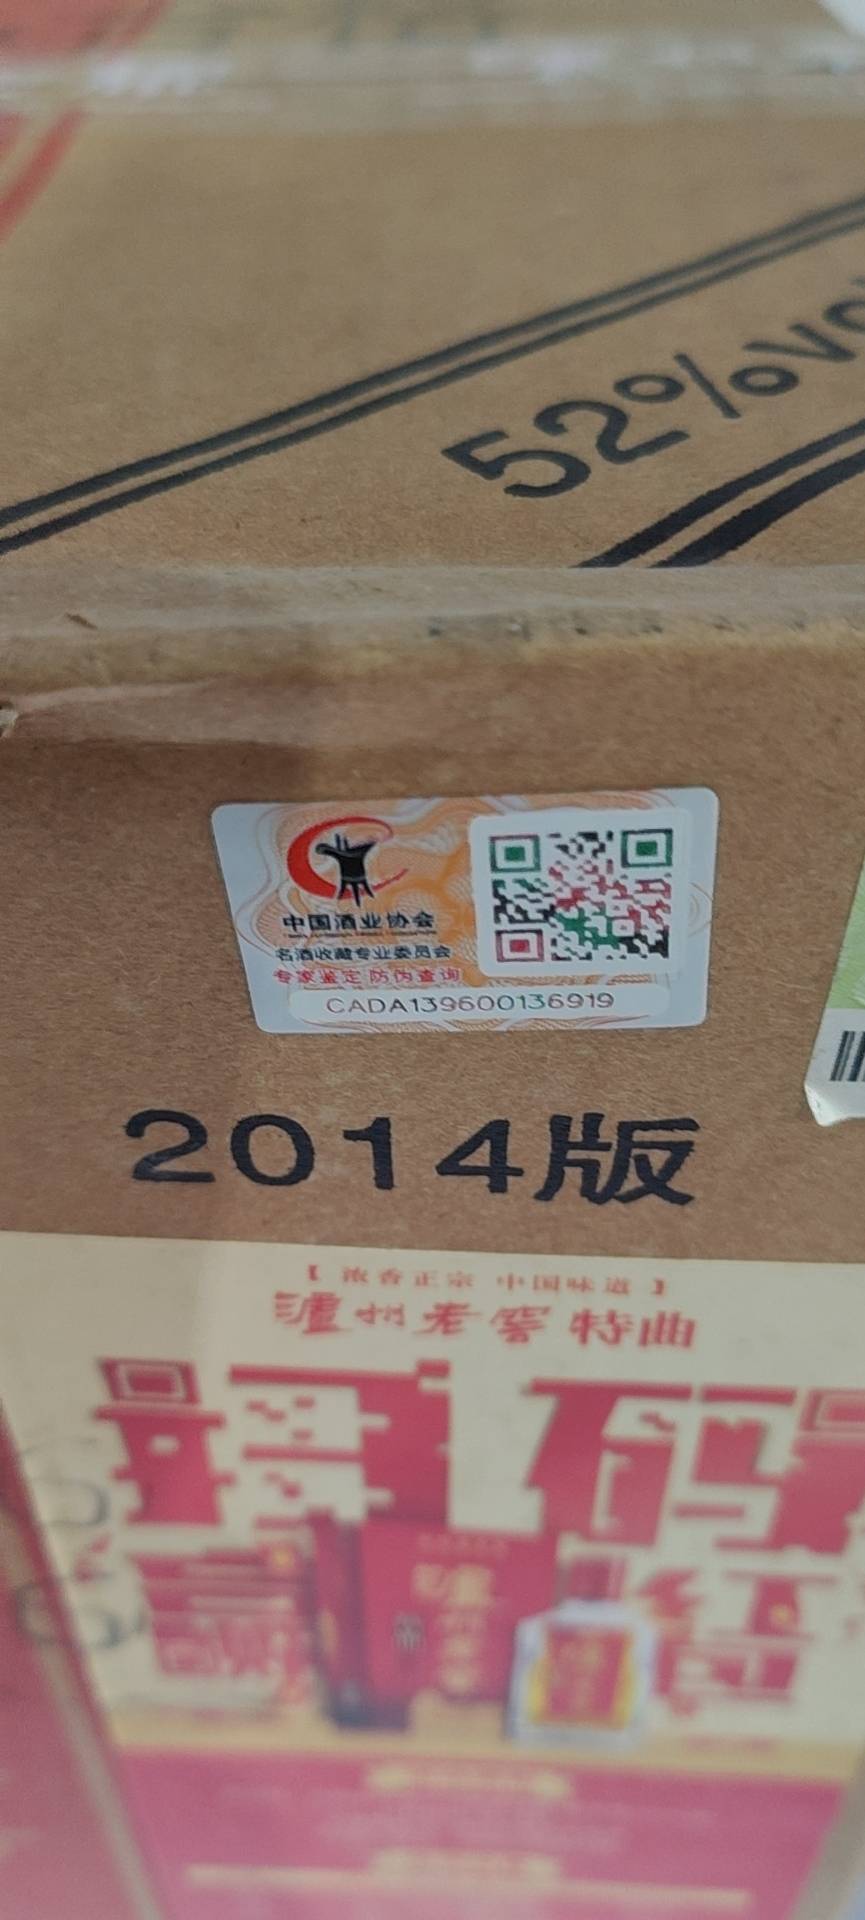 52%vo
中国酒业协会
名酒收藏专业委员会
专家鉴定 防伪查询
CADA139600136919
2014版
【 浓香正宗 中国味道 】
泸州老窖 特曲